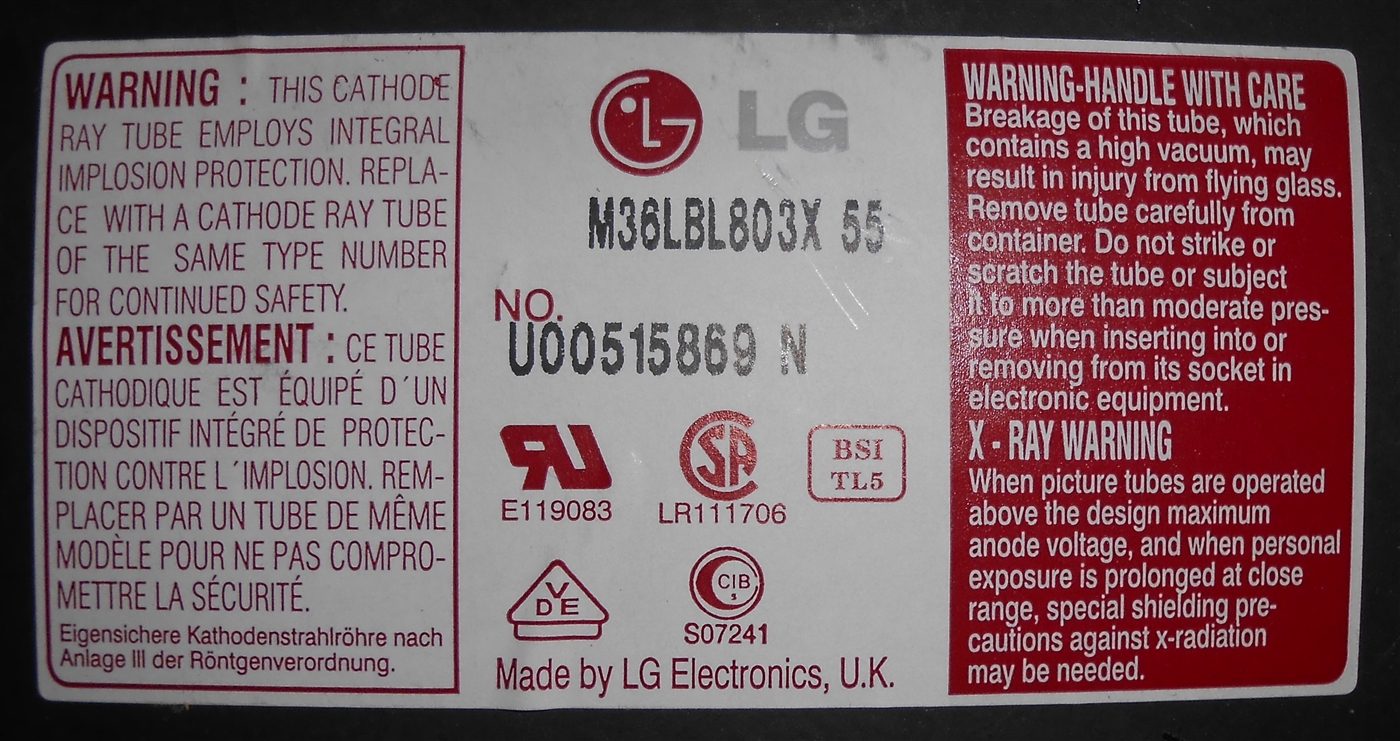 WARNING : THIS CATHODE
RAY TUBE EMPLOYS INTEGRAL
IMPLOSION PROTECTION. REPLA-
CE WITH A CATHODE RAY TUBE
OF THE SAME TYPE NUMBER
FOR CONTINUED SAFETY.
AVERTISSEMENT : CE TUBE
CATHODIQUE EST ÉQUIPÉ D´UN
DISPOSITIF INTÉGRÉ DE PROTEC-
TION CONTRE L´IMPLOSION. REM-
PLACER PAR UN TUBE DE MÊME
MODÈLE POUR NE PAS COMPRO-
METTRE LA SÉCURITÉ.
Eigensichere Kathodenstrahlröhre nach
Anlage III der Röntgenverordnung.
LG
M36LBL803X 55
NO.
U00515869 N
E119083
LR111706
BSI
TL5
VDE
CIB
S07241
Made by LG Electronics, U.K.
WARNING-HANDLE WITH CARE
Breakage of this tube, which
contains a high vacuum, may
result in injury from flying glass.
Remove tube carefully from
container. Do not strike or
scratch the tube or subject
it to more than moderate pres-
sure when inserting into or
removing from its socket in
electronic equipment.
X - RAY WARNING
When picture tubes are operated
above the design maximum
anode voltage, and when personal
exposure is prolonged at close
range, special shielding pre-
cautions against x-radiation
may be needed.